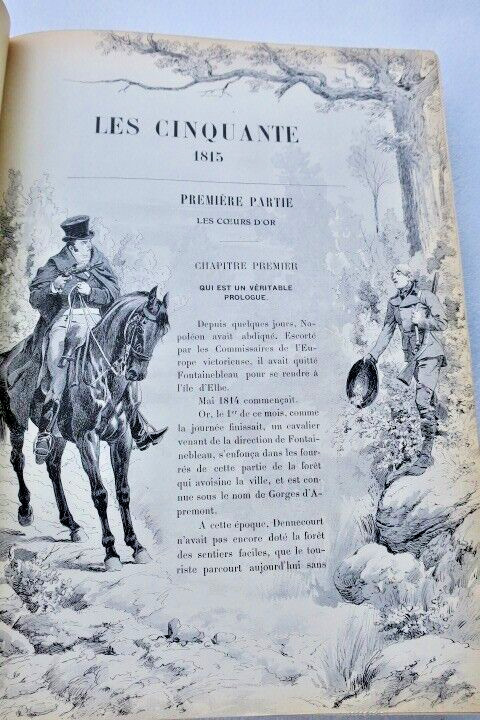 LES CINQUANTE
1815
PREMIÈRE PARTIE
LES CŒURS D'OR
CHAPITRE PREMIER
QUI EST UN VÉRITABLE
PROLOGUE.
Depuis quelques jours, Na-
poléon avait abdiqué. Escorté
par les Commissaires de l'Eu-
rope victorieuse, il avait quitté
Fontainebleau pour se rendre à
l'île d'Elbe.
Mai 1814 commençait.
Or, le 1er de ce mois, comme
la journée finissait, un cavalier
venant de la direction de Fontai-
nebleau, s'enfonça dans les four-
rés de cette partie de la forêt
qui avoisine la ville, et est con-
nue sous le nom de Gorges d'A-
premont.
A cette époque, Denecourt
n'avait pas encore doté la forêt
des sentiers faciles, que le tou-
riste parcourt aujourd'hui sans